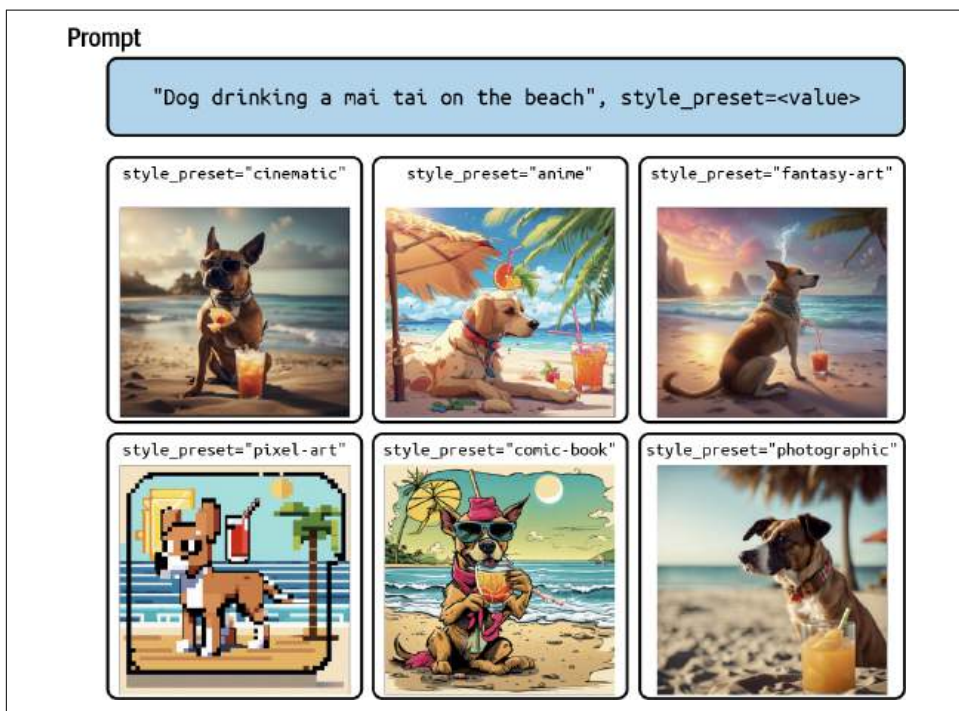 Prompt
"Dog drinking a mai tai on the beach", style_preset=<value>
style_preset="cinematic"
style_preset="anime"
style_preset="fantasy-art"
style_preset="pixel-art"
style_preset="comic-book"
style_preset="photographic"